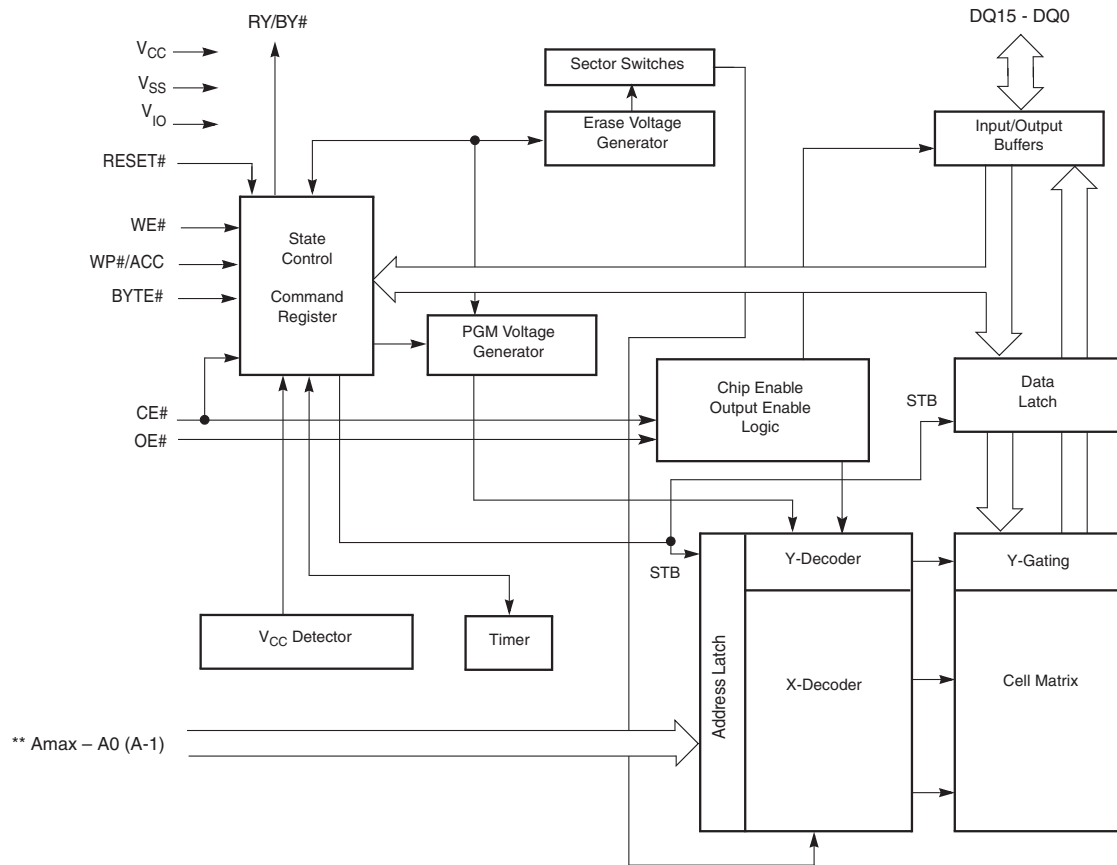 RY/BY#
DQ15 - DQ0
VCC
VSS
VIO
RESET#
WE#
WP#/ACC
BYTE#
CE#
OE#
Sector Switches
Erase Voltage
Generator
Input/Output
Buffers
State
Control
Command
Register
PGM Voltage
Generator
Chip Enable
Output Enable
Logic
STB
Data
Latch
STB
Y-Decoder
Y-Gating
VCC Detector
Timer
Address Latch
X-Decoder
Cell Matrix
** Amax – A0 (A-1)